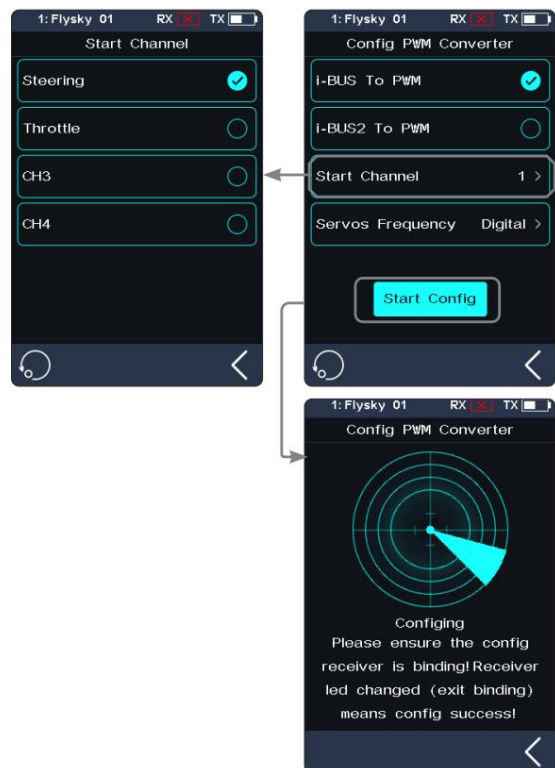 1: Flysky 01 RX TX
Start Channel
Steering
Throttle
CH3
CH4
1: Flysky 01 RX TX
Config PWM Converter
i-BUS To PWM
i-BUS2 To PWM
Start Channel 1 >
Servos Frequency Digital >
Start Config
1: Flysky 01 RX TX
Config PWM Converter
Configing
Please ensure the config
receiver is binding!Receiver
led changed (exit binding)
means config success!